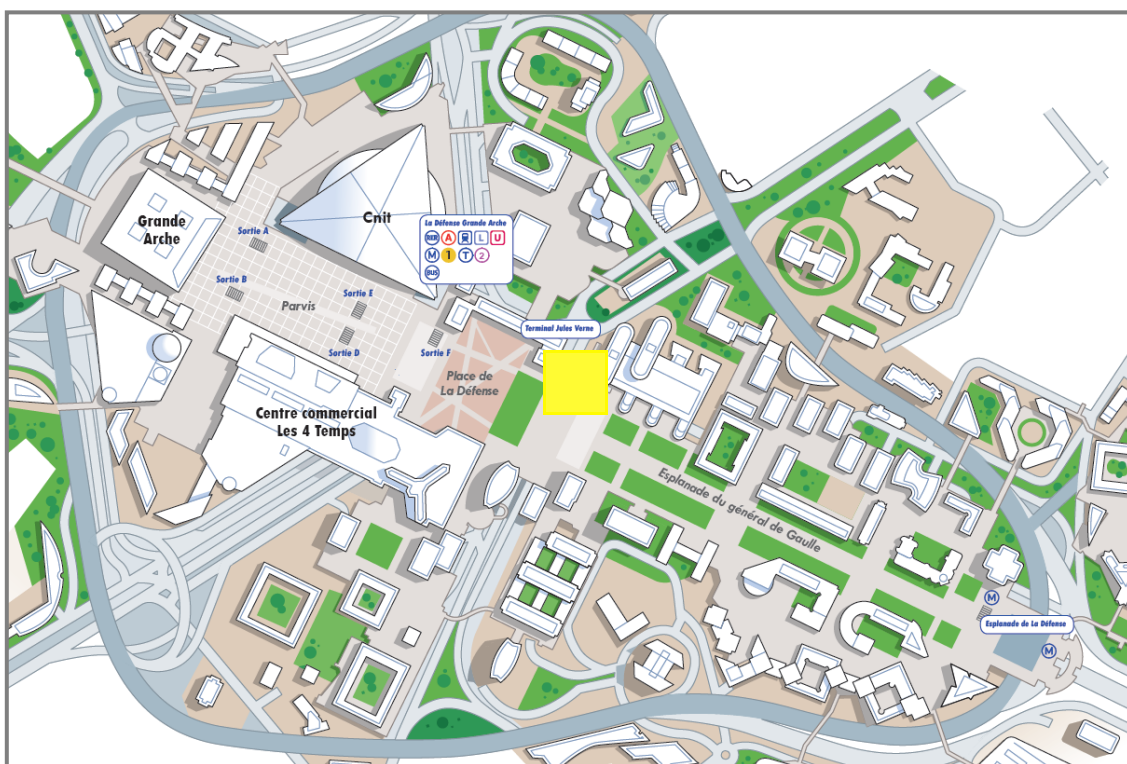 La Défense Grande Arche
RER A L U
M 1 T 2
BUS
Cnit
Grande
Arche
Sortie A
Sortie B
Sortie E
Parvis
Sortie D
Sortie F
Terminal Jules Verne
Place de
La Défense
Centre commercial
Les 4 Temps
Esplanade du général de Gaulle
M
Esplanade de La Défense
M